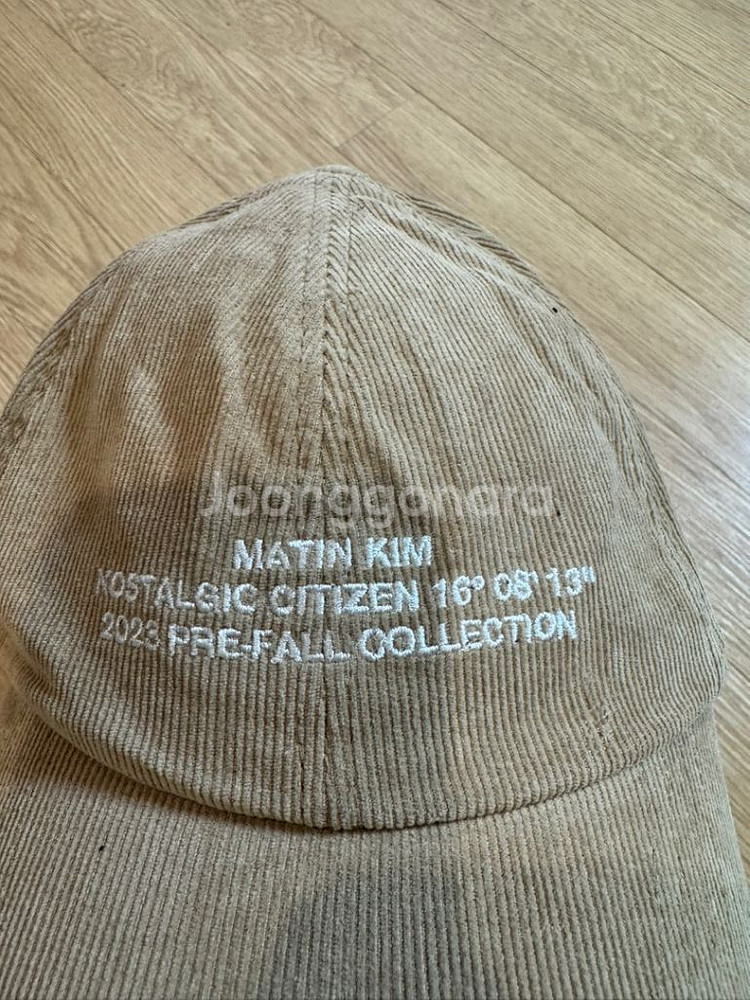 Joonggonara
MATIN KIM
NOSTALGIC CITIZEN 16° 08' 13"
2023 PRE-FALL COLLECTION